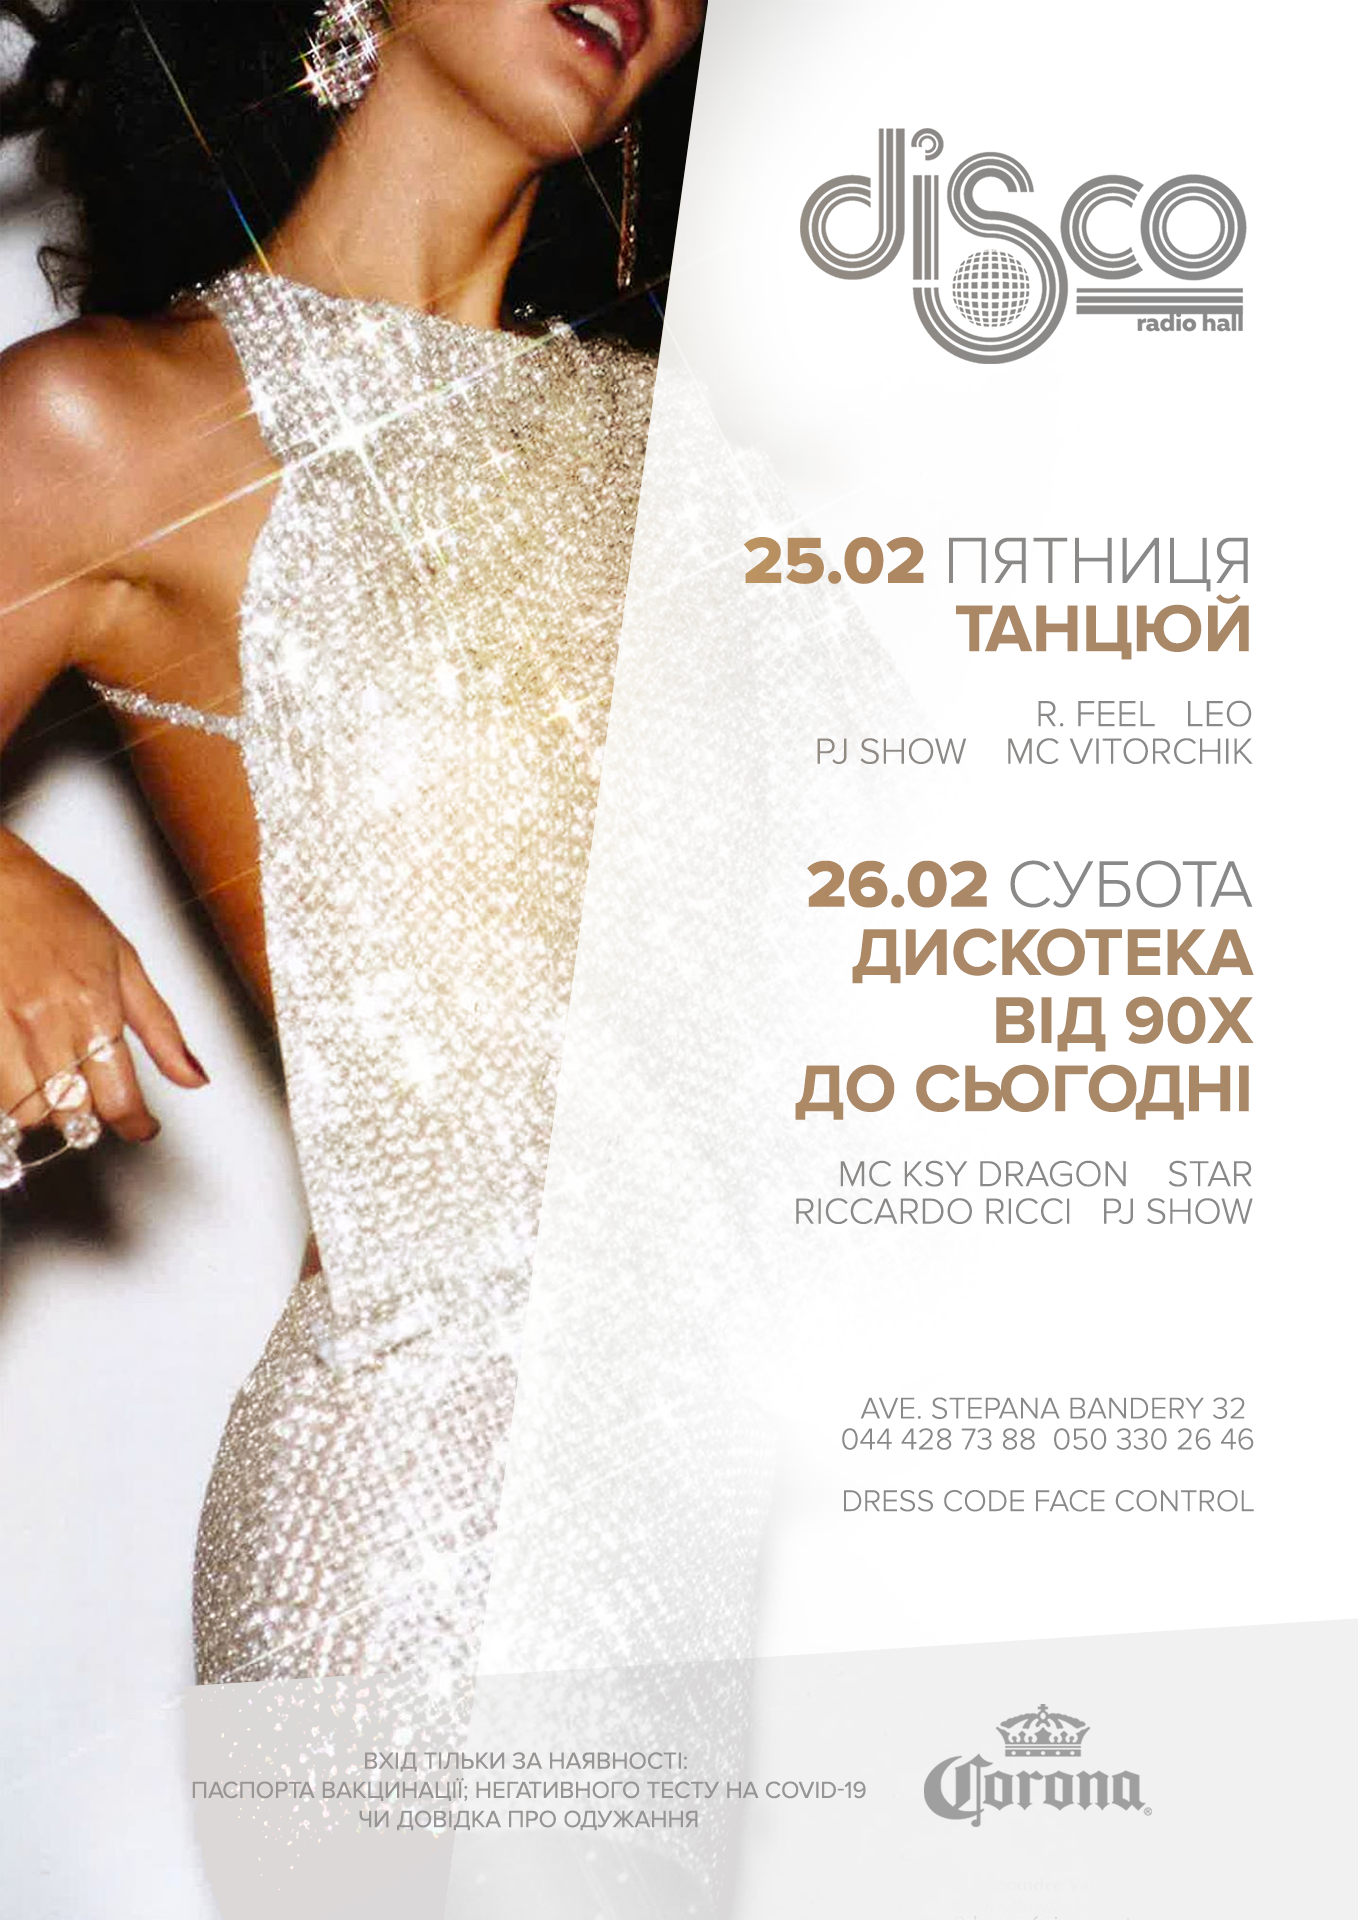 disco
radio hall
25.02 ПЯТНИЦЯ
ТАНЦЮЙ
R. FEEL LEO
PJ SHOW MC VITORCHIK
26.02 СУБОТА
ДИСКОТЕКА
ВІД 90Х
ДО СЬОГОДНІ
MC KSY DRAGON STAR
RICCARDO RICCI PJ SHOW
AVE. STEPANA BANDERY 32
044 428 73 88 050 330 26 46
DRESS CODE FACE CONTROL
ВХІД ТІЛЬКИ ЗА НАЯВНОСТІ:
ПАСПОРТА ВАКЦИНАЦІЇ; НЕГАТИВНОГО ТЕСТУ НА COVID-19
ЧИ ДОВІДКА ПРО ОДУЖАННЯ
Corona®